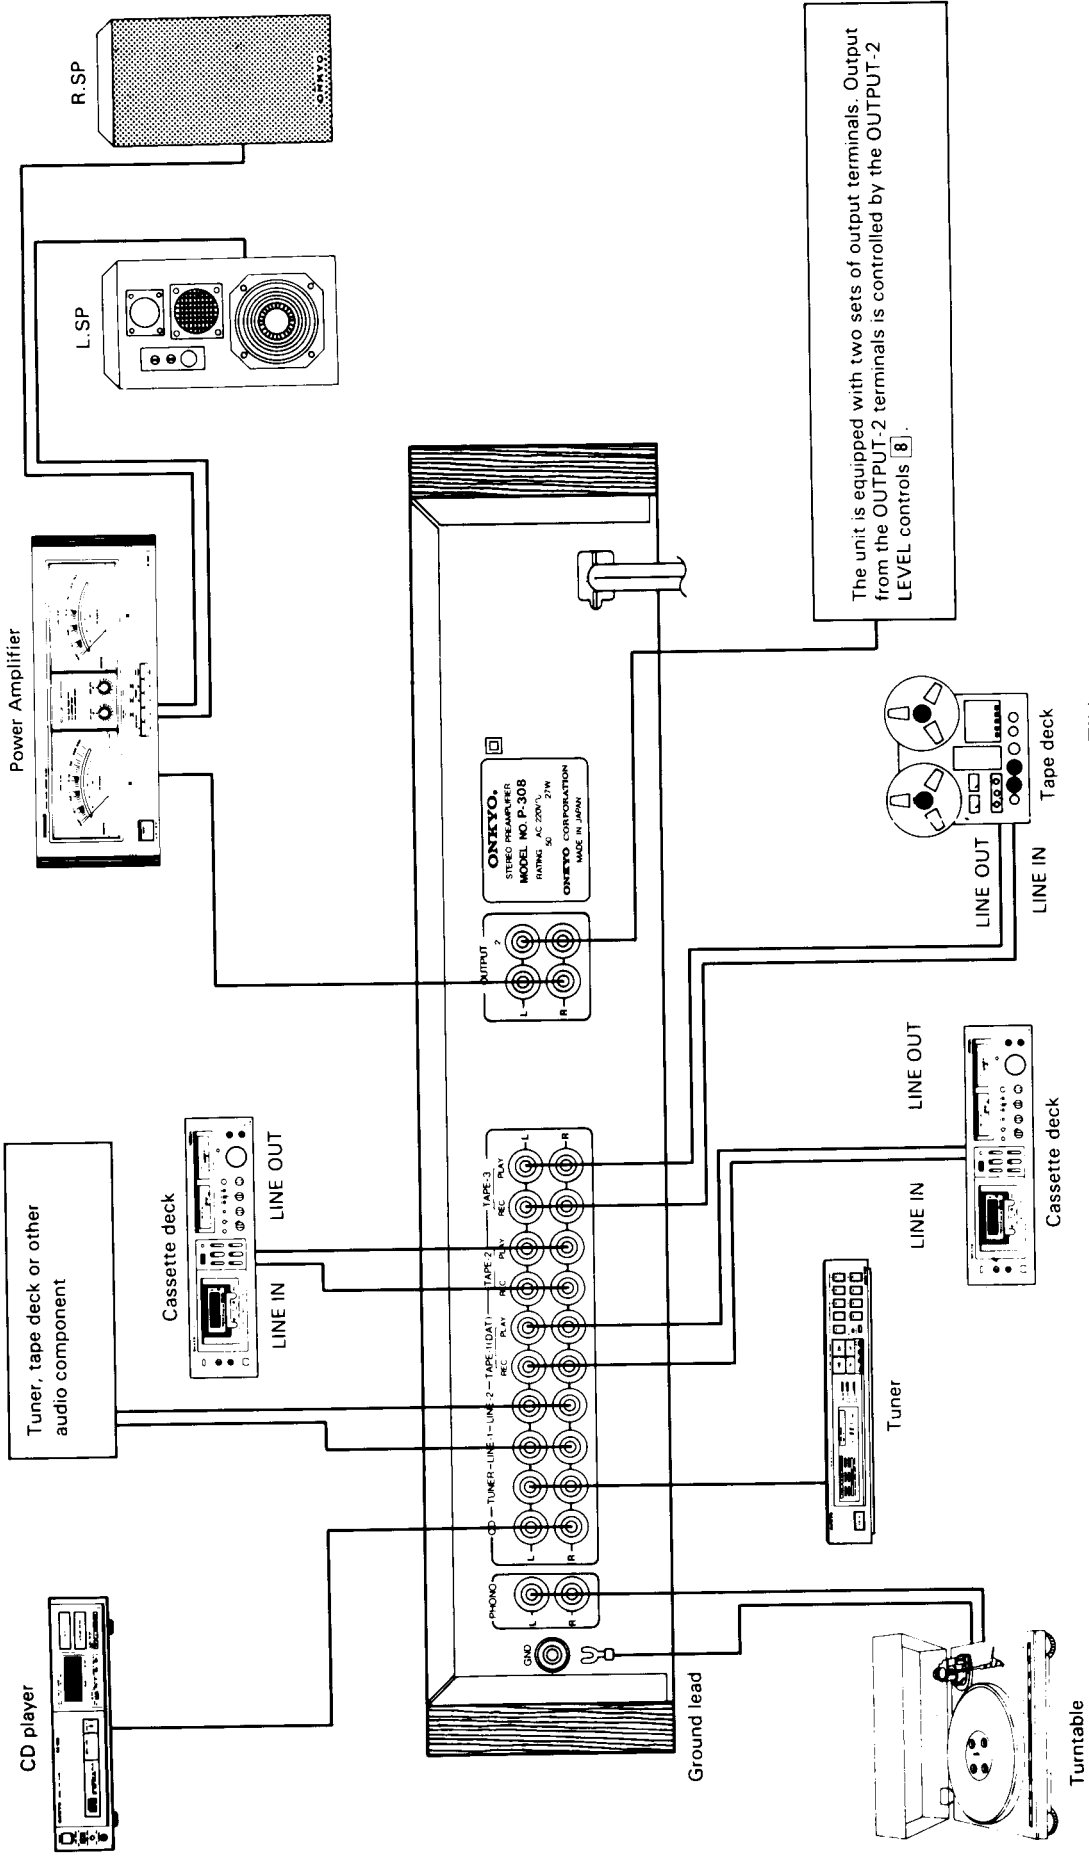 CD player
Tuner, tape deck or other
audio component
Cassette deck
LINE IN
LINE OUT
Power Amplifier
L.SP
R.SP
ONKYO
GND
PHONO
L
R
CD
TUNER
LINE-1
LINE-2
TAPE-1(DAT)
REC
PLAY
TAPE-2
REC
PLAY
TAPE-3
REC
PLAY
L
R
L
R
OUTPUT
2
L
R
ONKYO.
STEREO PREAMPLIFIER
MODEL NO. P-308
RATING AC 220V
50 27W
ONKYO CORPORATION
MADE IN JAPAN
Ground lead
Turntable
Tuner
LINE IN
LINE OUT
Cassette deck
LINE OUT
LINE IN
Tape deck
The unit is equipped with two sets of output terminals. Output
from the OUTPUT-2 terminals is controlled by the OUTPUT-2
LEVEL controls 8.